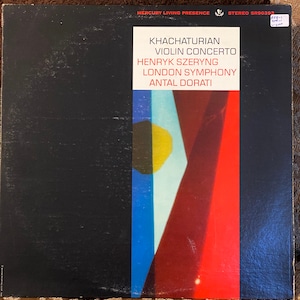 MERCURY LIVING PRESENCE STEREO
KHACHATURIAN
VIOLIN CONCERTO
HENRYK SZERYNG
LONDON SYMPHONY
ANTAL DORATI